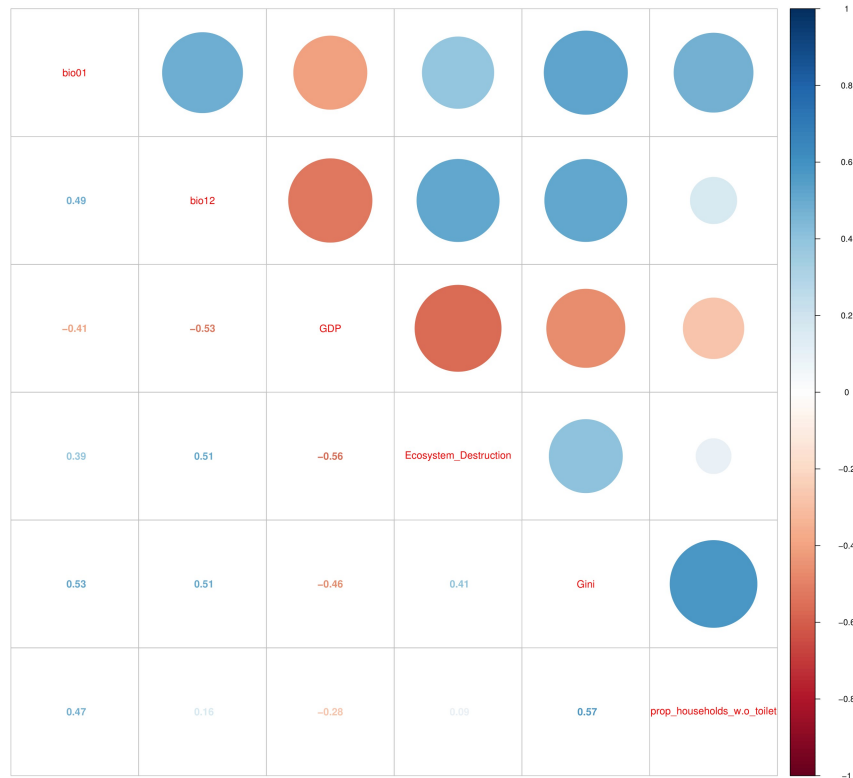 bio01
0.49 bio12
−0.41 −0.53 GDP
0.39 0.51 −0.56 Ecosystem_Destruction
0.53 0.51 −0.46 0.41 Gini
0.47 0.16 −0.28 0.09 0.57 prop_households_w.o_toilet
1
0.8
0.6
0.4
0.2
0
−0.2
−0.4
−0.6
−0.8
−1